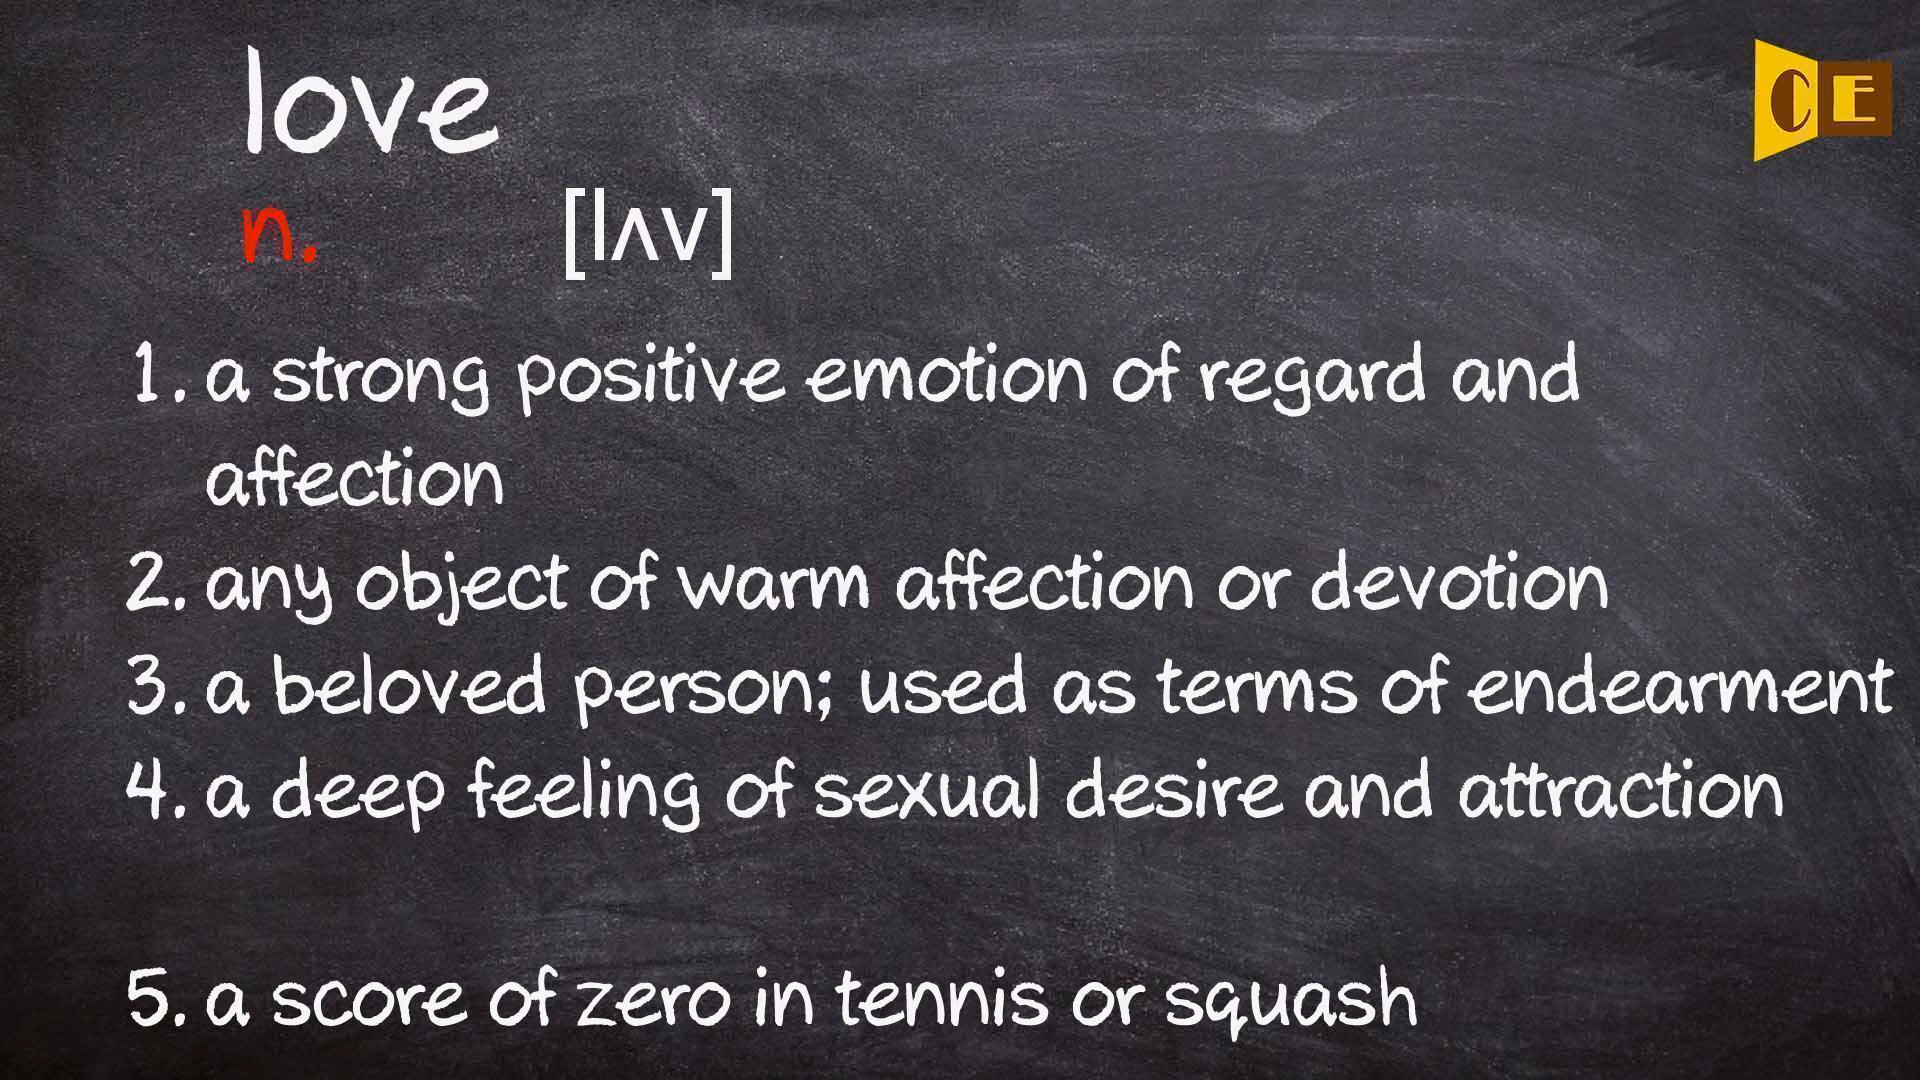 love
CE
n. [lʌv]
1. a strong positive emotion of regard and
affection
2. any object of warm affection or devotion
3. a beloved person; used as terms of endearment
4. a deep feeling of sexual desire and attraction
5. a score of zero in tennis or squash